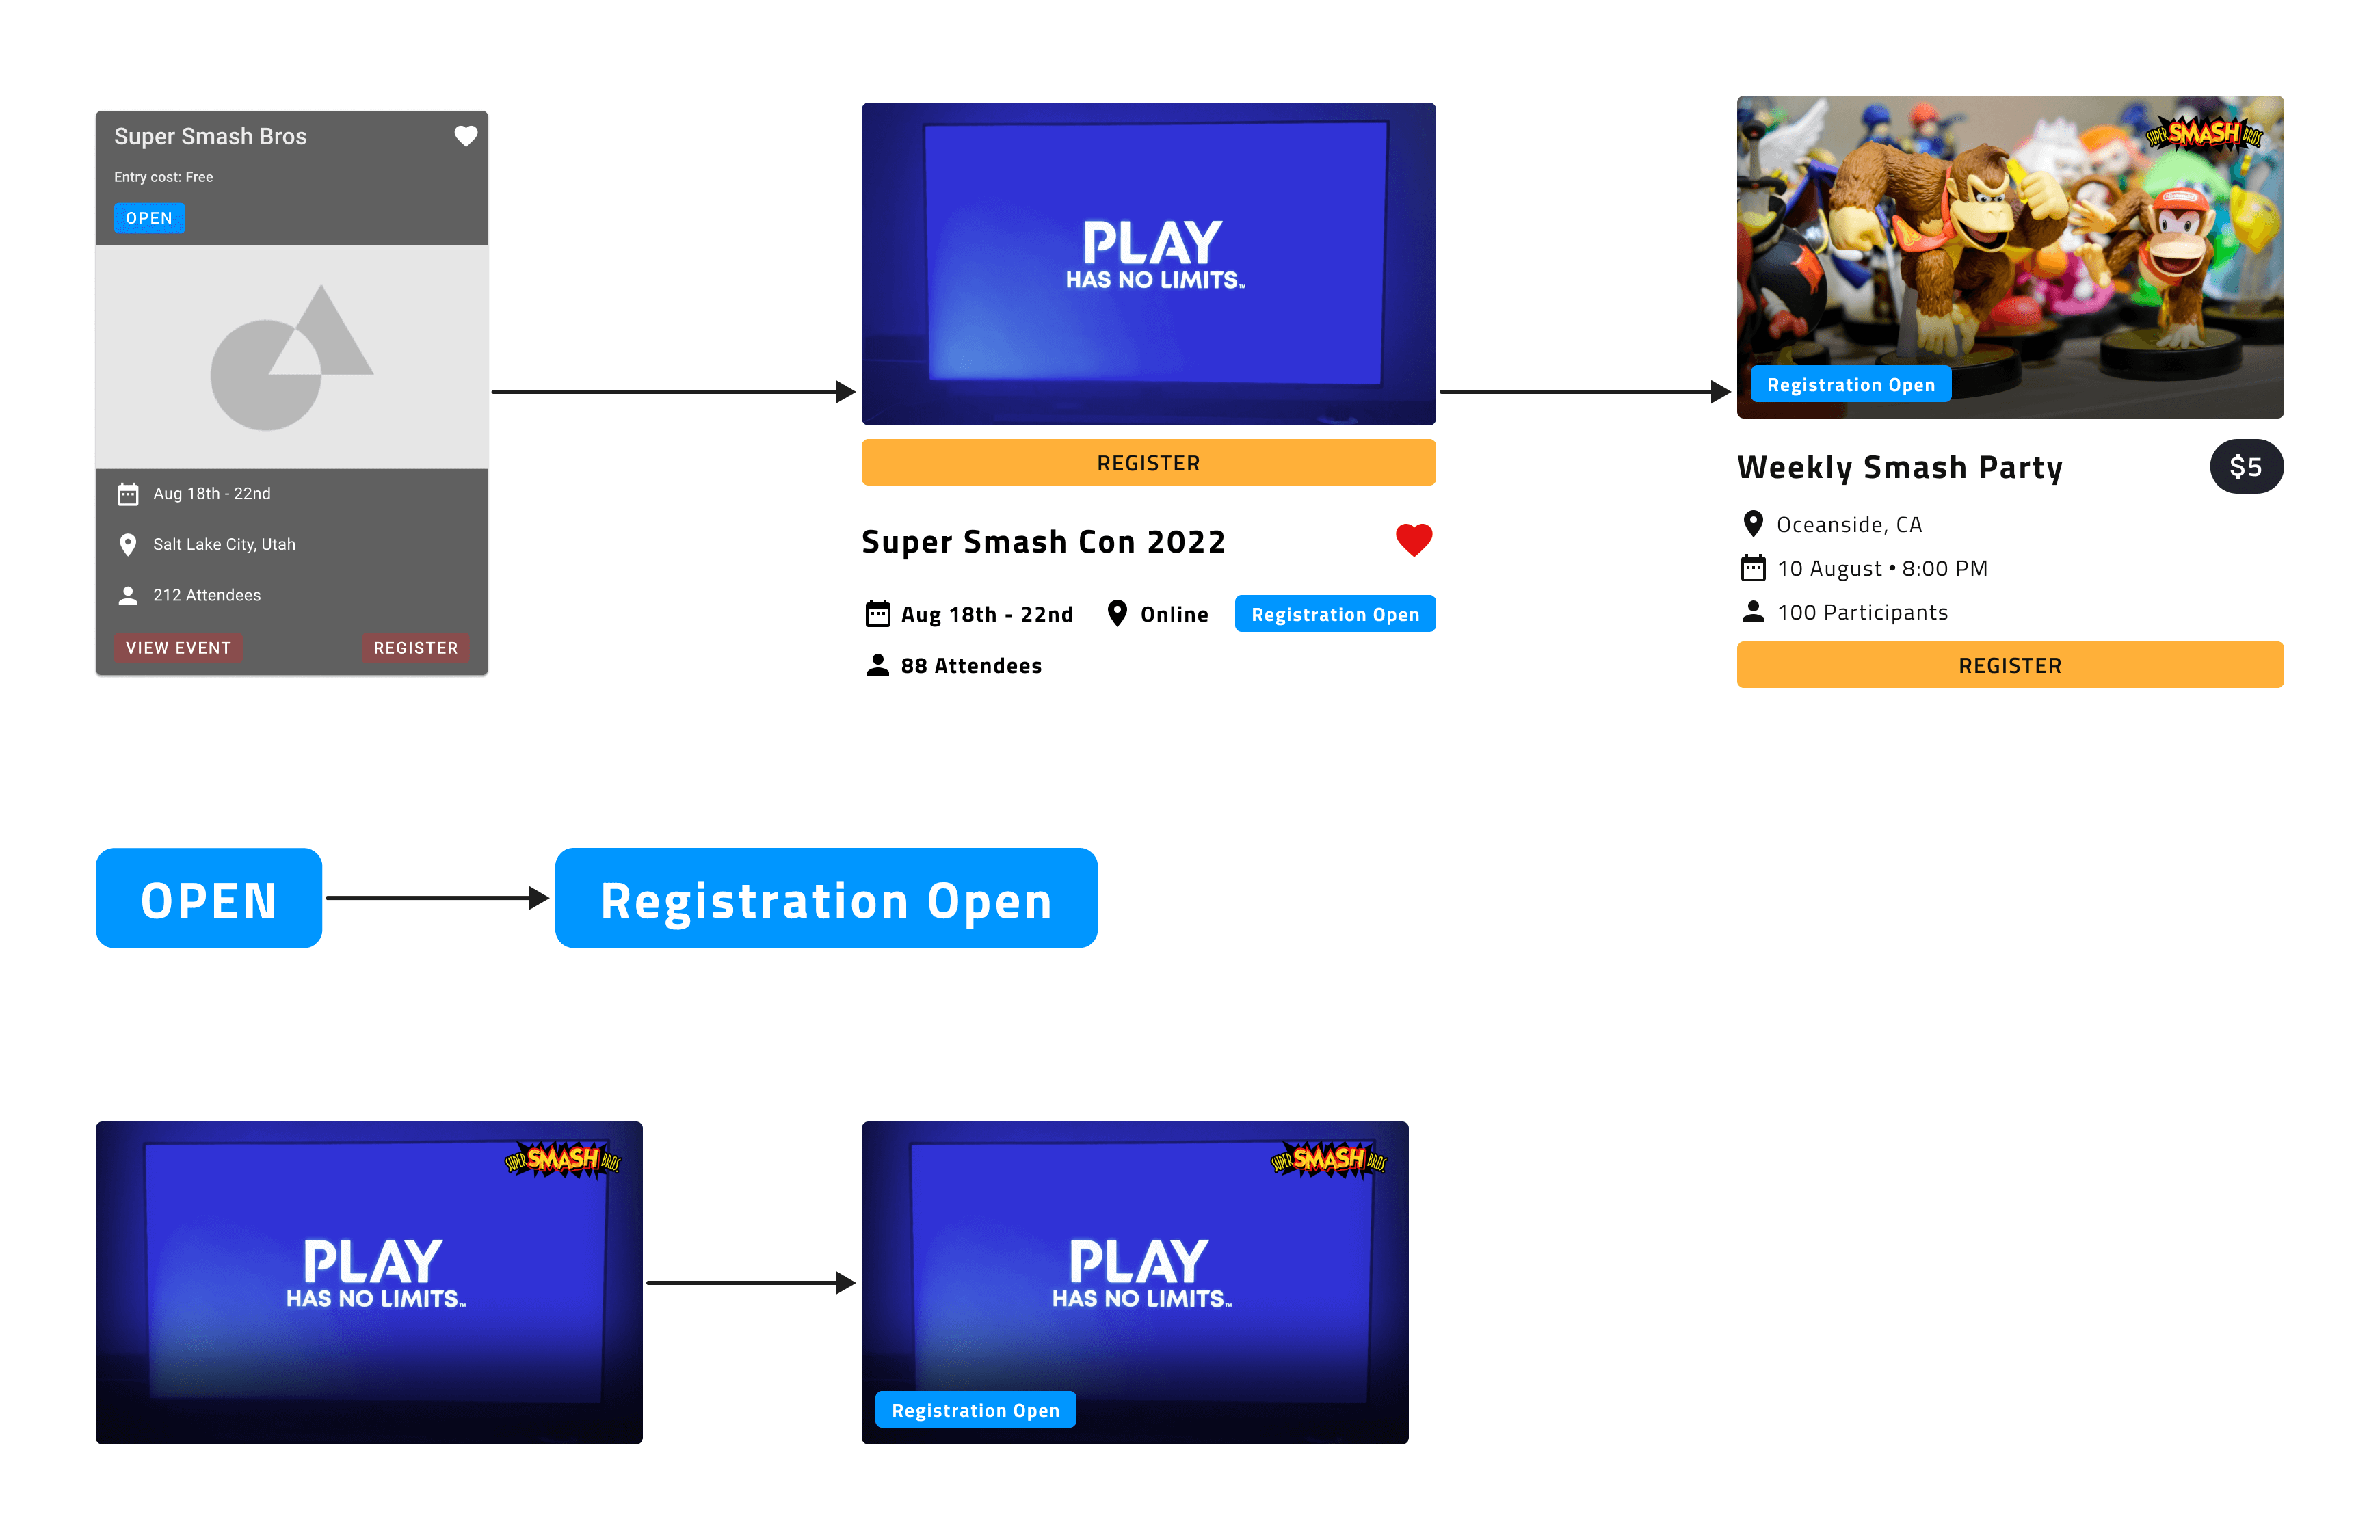 Super Smash Bros
Entry cost: Free
OPEN
Aug 18th - 22nd
Salt Lake City, Utah
212 Attendees
VIEW EVENT
REGISTER
PLAY
HAS NO LIMITS™
REGISTER
Super Smash Con 2022
Aug 18th - 22nd
Online
Registration Open
88 Attendees
SUPER SMASH BROS.
Registration Open
Weekly Smash Party
$5
Oceanside, CA
10 August • 8:00 PM
100 Participants
REGISTER
OPEN
Registration Open
SUPER SMASH BROS.
PLAY
HAS NO LIMITS™
SUPER SMASH BROS.
PLAY
HAS NO LIMITS™
Registration Open